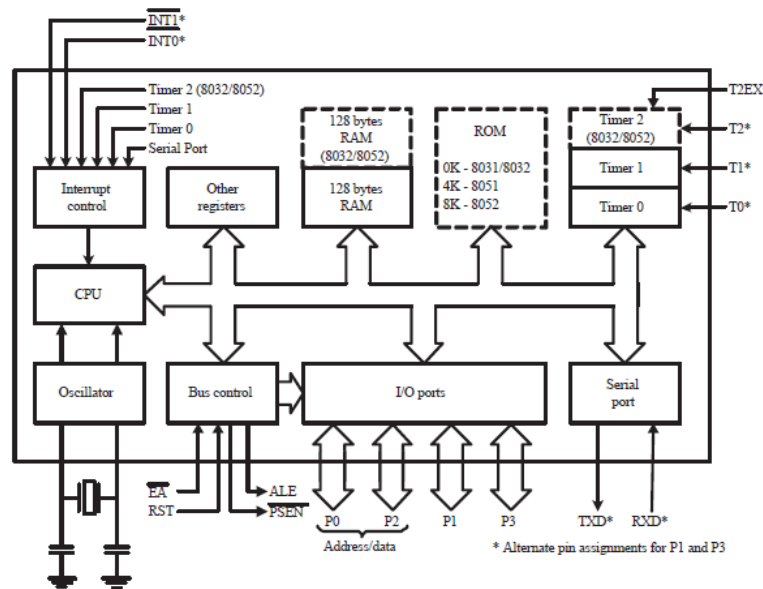 INT1*
INT0*
Timer 2 (8032/8052)
Timer 1
Timer 0
Serial Port
T2EX
T2*
T1*
T0*
Interrupt
control
Other
registers
128 bytes
RAM
(8032/8052)
128 bytes
RAM
ROM
0K - 8031/8032
4K - 8051
8K - 8052
Timer 2
(8032/8052)
Timer 1
Timer 0
CPU
Oscillator
Bus control
I/O ports
Serial
port
EA
RST
ALE
PSEN
P0
P2
P1
P3
Address/data
TXD*
RXD*
* Alternate pin assignments for P1 and P3